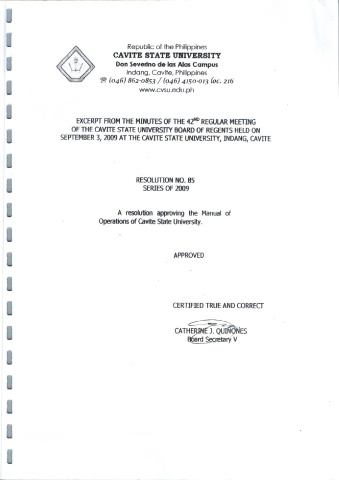 Republic of the Philippines
CAVITE STATE UNIVERSITY
Don Severino de las Alas Campus
Indang, Cavite, Philippines
☎ (046) 862-0853 / (046) 4150-013 loc. 216
www.cvsu.edu.ph
EXCERPT FROM THE MINUTES OF THE 42ND REGULAR MEETING
OF THE CAVITE STATE UNIVERSITY BOARD OF REGENTS HELD ON
SEPTEMBER 3, 2009 AT THE CAVITE STATE UNIVERSITY, INDANG, CAVITE
RESOLUTION NO. 85
SERIES OF 2009
A resolution approving the Manual of
Operations of Cavite State University.
APPROVED
CERTIFIED TRUE AND CORRECT
CATHERINE J. QUIÑONES
Board Secretary V